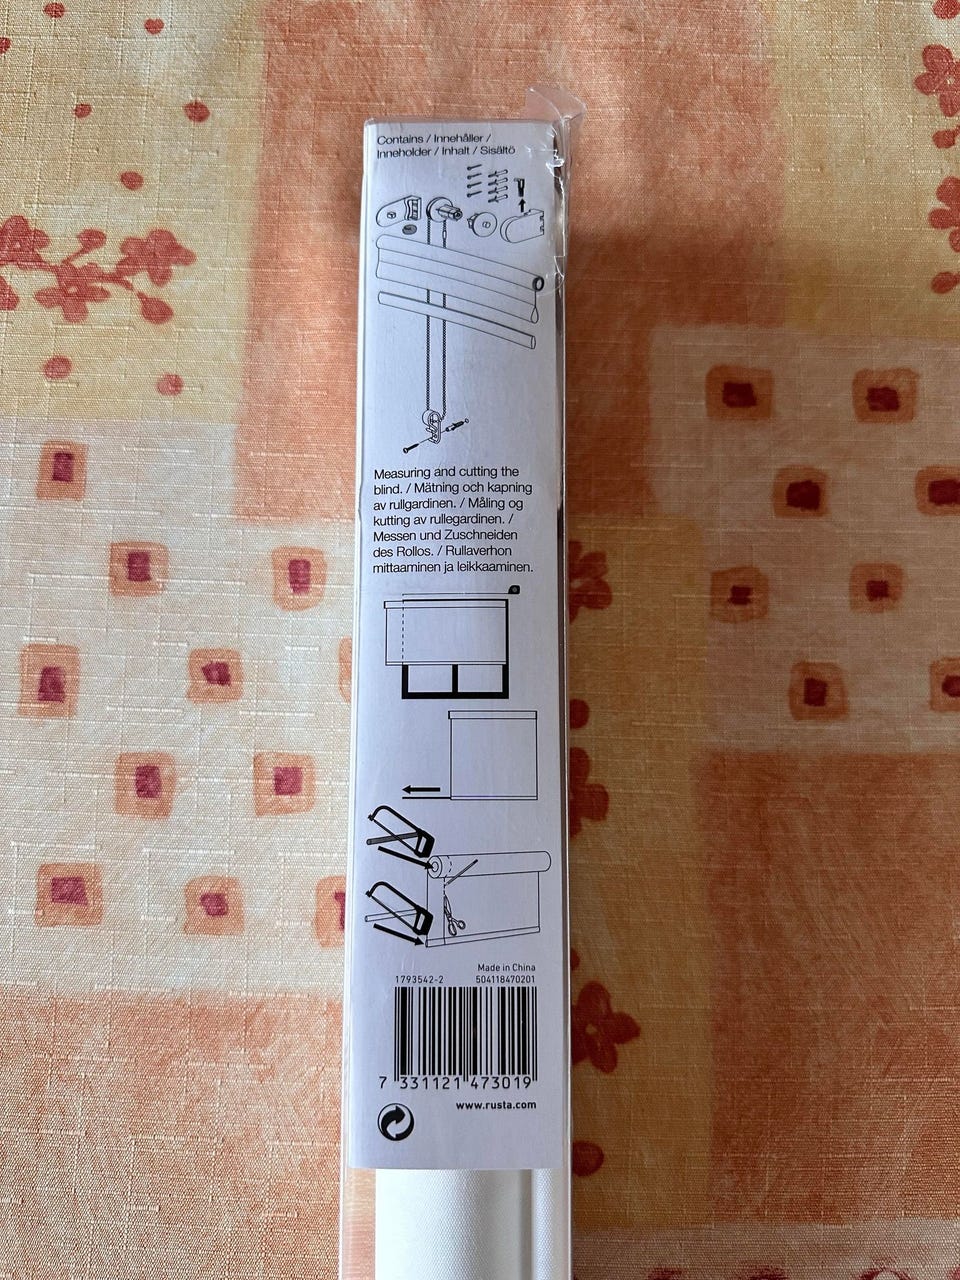 Contains / Innehåller /
Inneholder / Inhalt / Sisältö
Measuring and cutting the
blind. / Mätning och kapning
av rullgardinen. / Måling og
kutting av rullegardinen. /
Messen und Zuschneiden
des Rollos. / Rullaverhon
mittaaminen ja leikkaaminen.
Made in China
1793542-2 504118470201
7 331121 473019
www.rusta.com